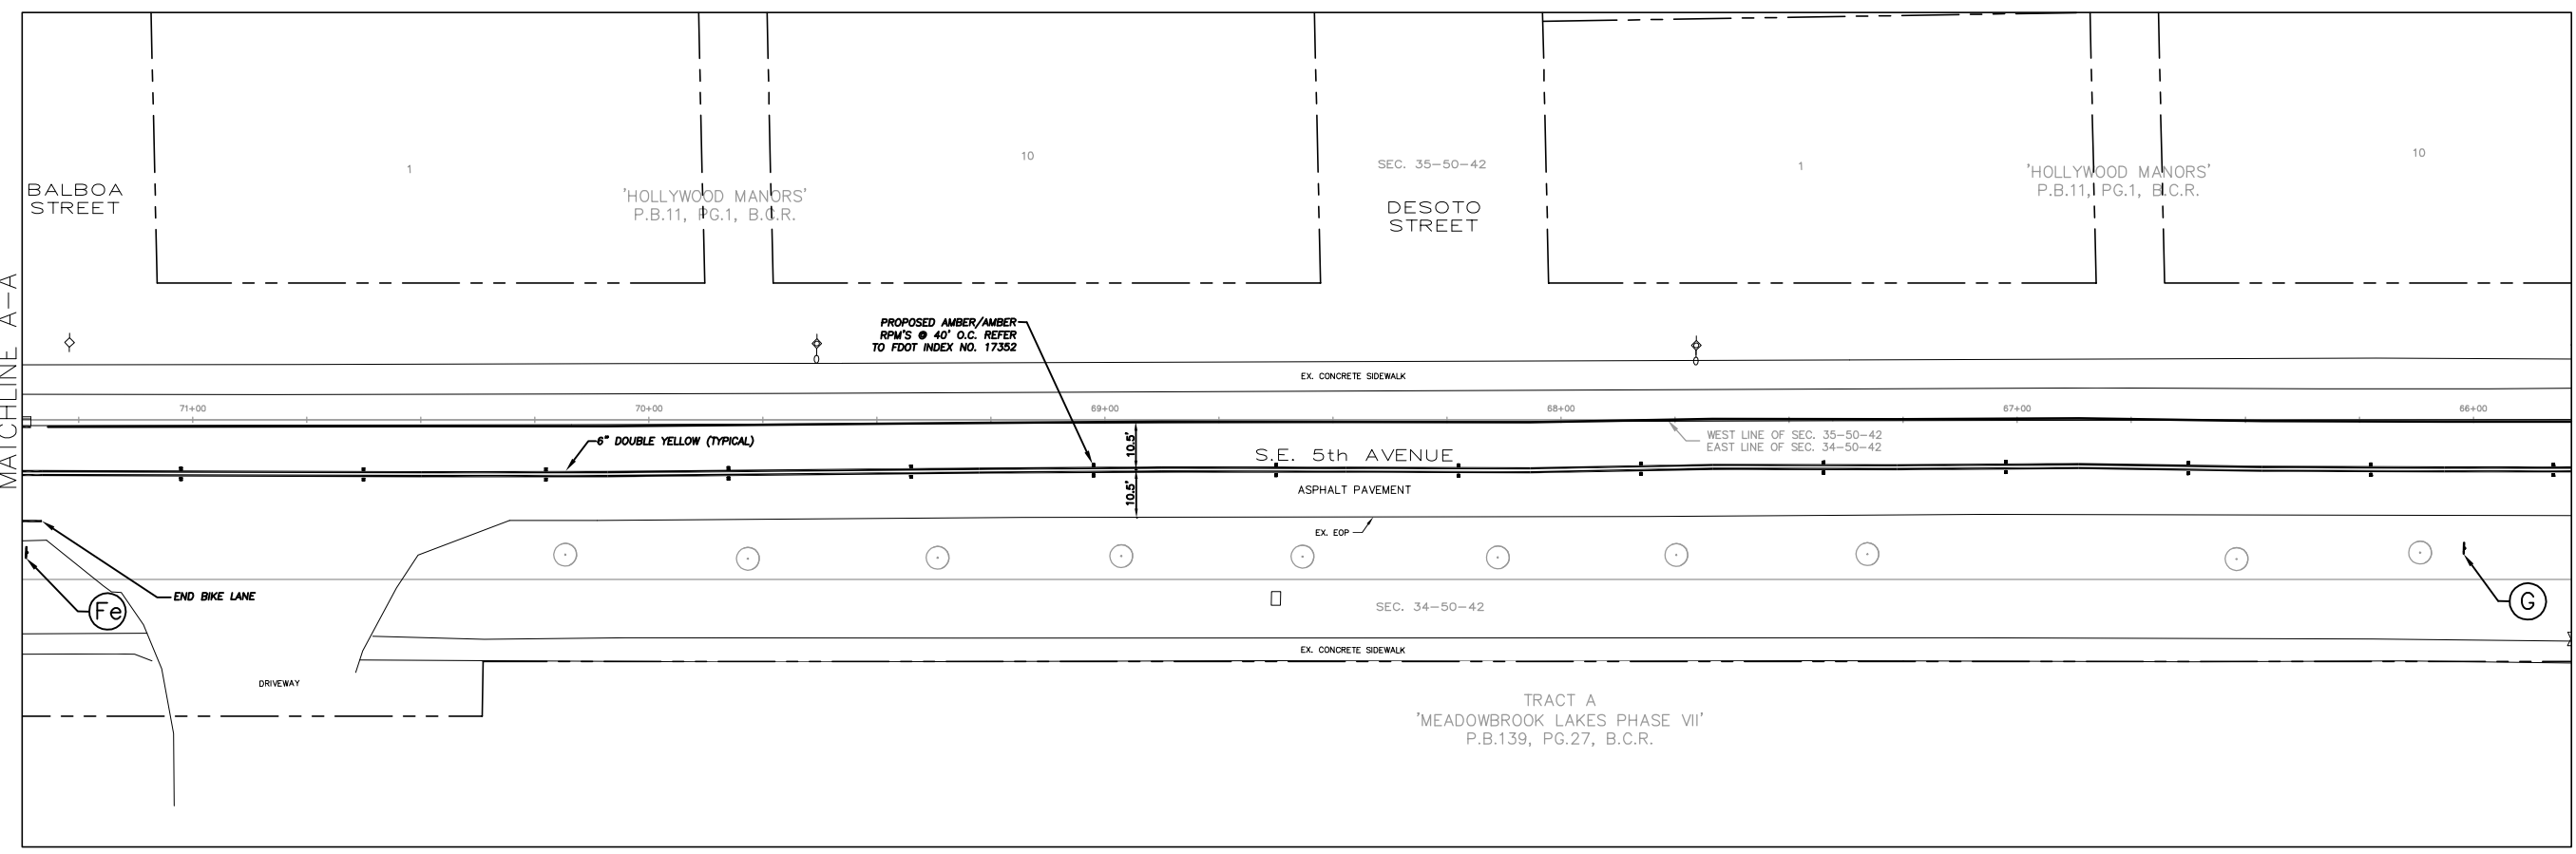 MATCHLINE A-A
BALBOA
STREET
1
'HOLLYWOOD MANORS'
P.B.11, PG.1, B.C.R.
10
SEC. 35-50-42
DESOTO
STREET
1
'HOLLYWOOD MANORS'
P.B.11, PG.1, B.C.R.
10
PROPOSED AMBER/AMBER
RPM'S @ 40' O.C. REFER
TO FDOT INDEX NO. 17352
EX. CONCRETE SIDEWALK
71+00
70+00
69+00
68+00
67+00
66+00
6" DOUBLE YELLOW (TYPICAL)
10.5'
S.E. 5th AVENUE
WEST LINE OF SEC. 35-50-42
EAST LINE OF SEC. 34-50-42
10.5'
ASPHALT PAVEMENT
EX. EOP
END BIKE LANE
Fe
SEC. 34-50-42
G
EX. CONCRETE SIDEWALK
DRIVEWAY
TRACT A
'MEADOWBROOK LAKES PHASE VII'
P.B.139, PG.27, B.C.R.